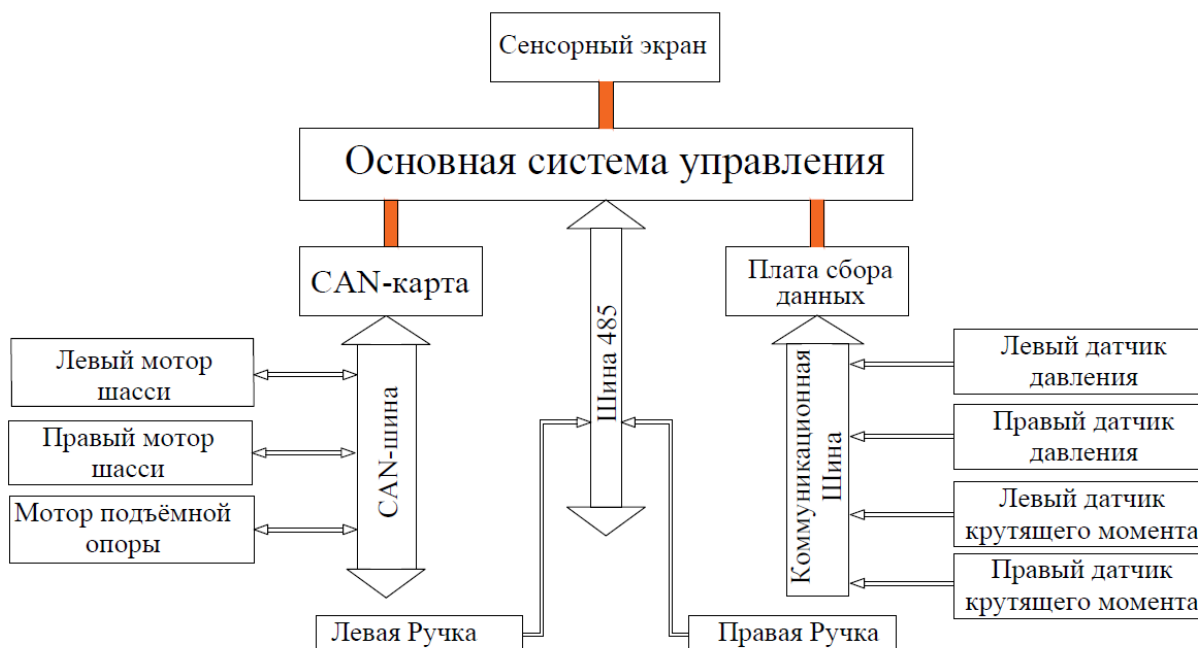 Сенсорный экран
Основная система управления
CAN-карта
Плата сбора
данных
Левый мотор
шасси
Правый мотор
шасси
Мотор подъёмной
опоры
CAN-шина
Шина 485
Коммуникационная
Шина
Левый датчик
давления
Правый датчик
давления
Левый датчик
крутящего момента
Правый датчик
крутящего момента
Левая Ручка
Правая Ручка